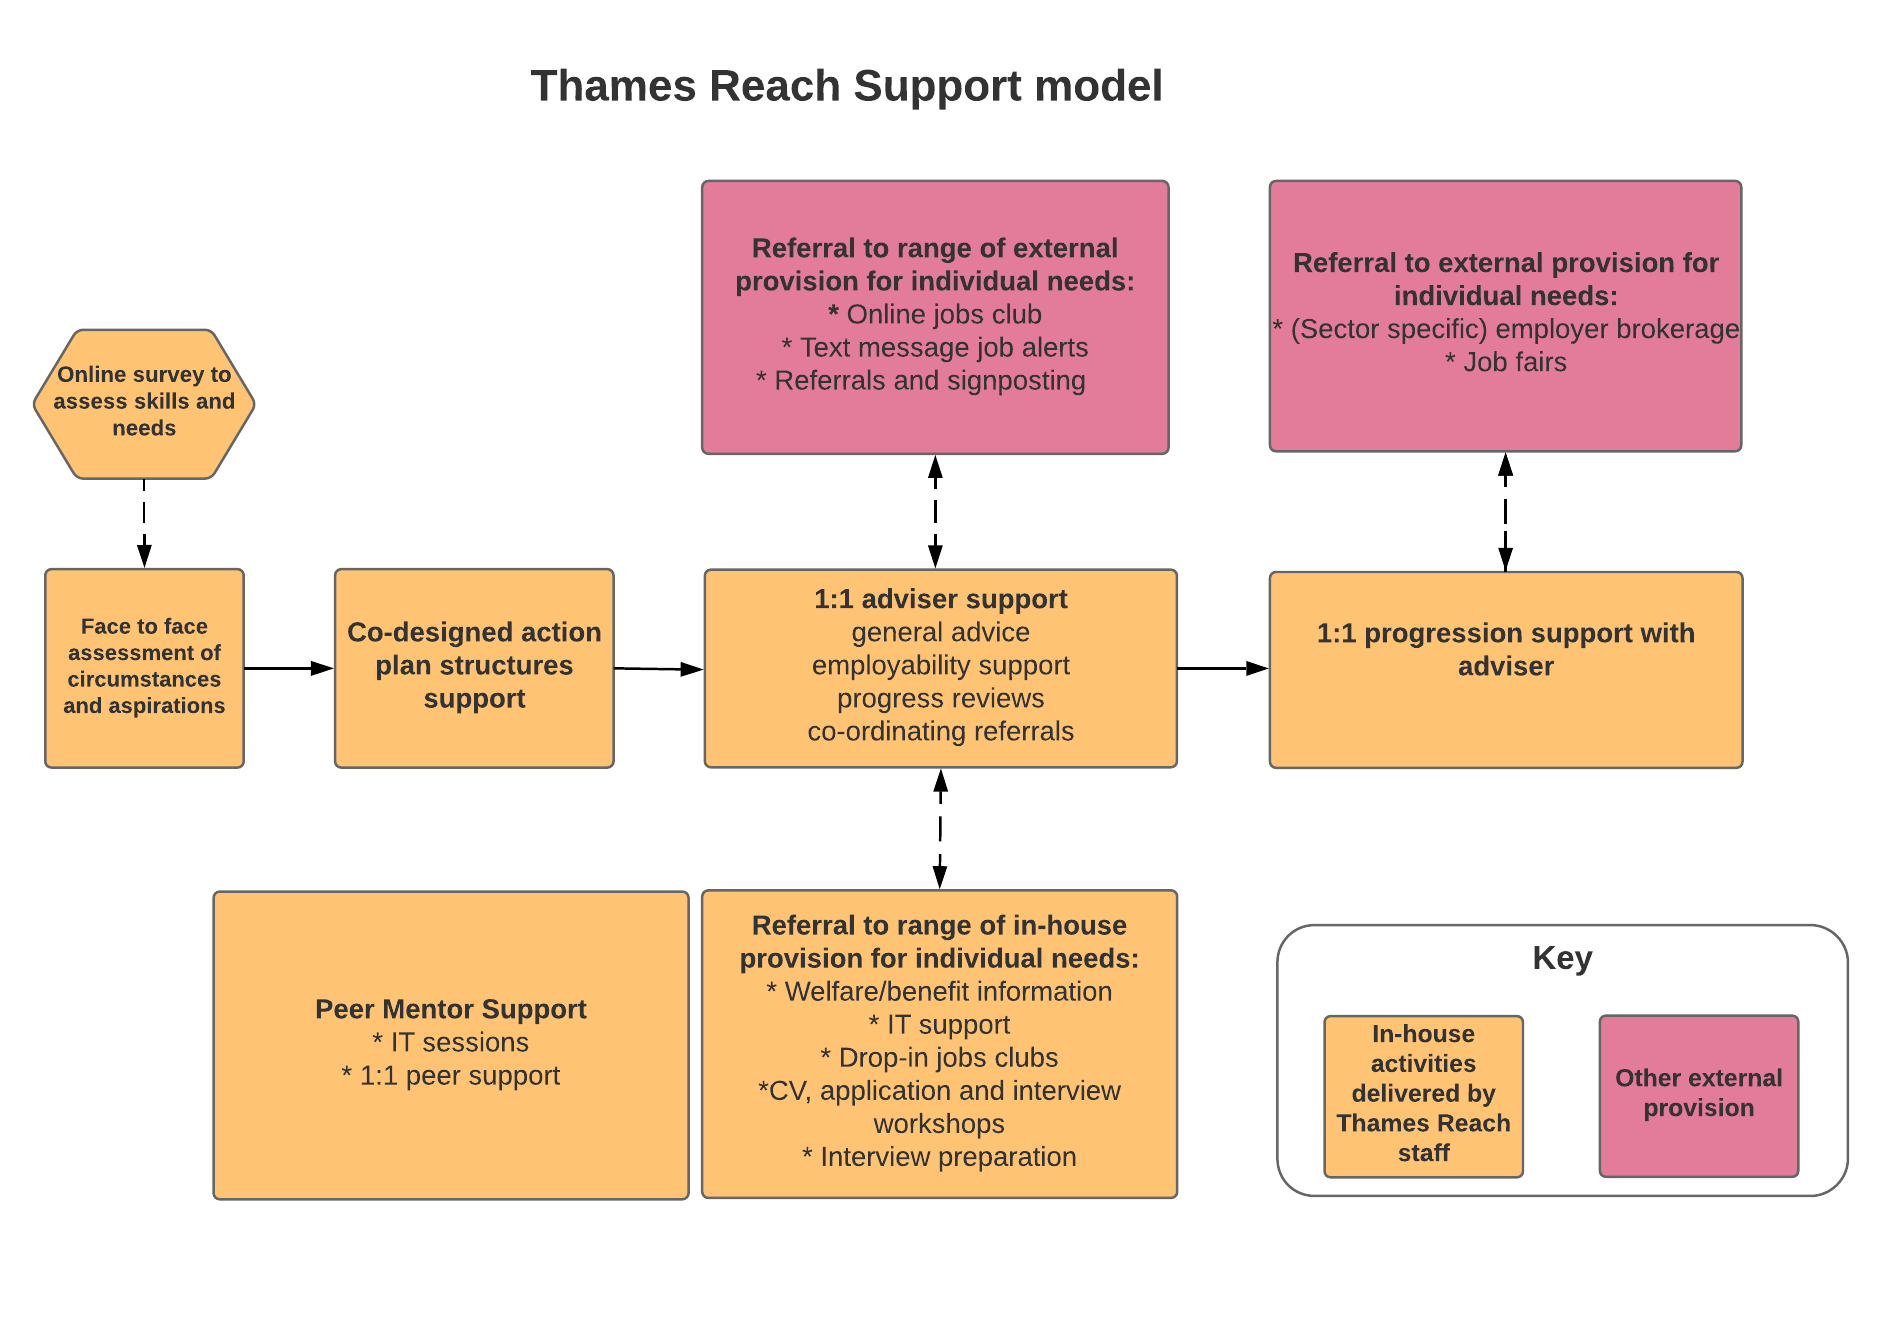 Thames Reach Support model
Referral to range of external
provision for individual needs:
* Online jobs club
* Text message job alerts
* Referrals and signposting
Referral to external provision for
individual needs:
* (Sector specific) employer brokerage
* Job fairs
Online survey to
assess skills and
needs
Face to face
assessment of
circumstances
and aspirations
Co-designed action
plan structures
support
1:1 adviser support
general advice
employability support
progress reviews
co-ordinating referrals
1:1 progression support with
adviser
Peer Mentor Support
* IT sessions
* 1:1 peer support
Referral to range of in-house
provision for individual needs:
* Welfare/benefit information
* IT support
* Drop-in jobs clubs
*CV, application and interview
workshops
* Interview preparation
Key
In-house
activities
delivered by
Thames Reach
staff
Other external
provision